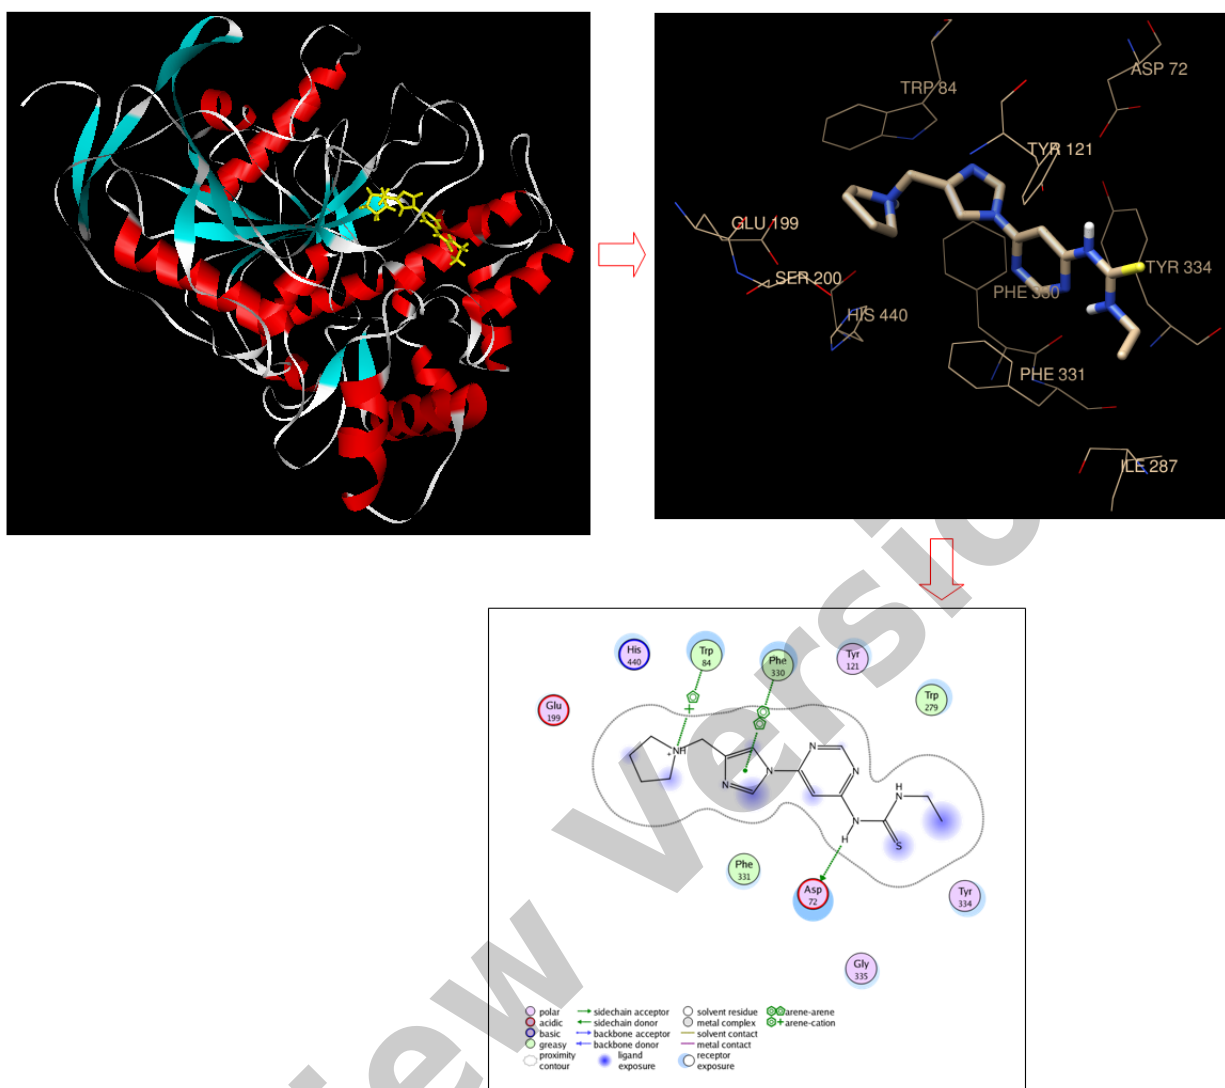 TRP 84
ASP 72
TYR 121
GLU 199
SER 200
HIS 440
PHE 330
TYR 334
PHE 331
ILE 287
His
440
Trp
84
Phe
330
Tyr
121
Trp
279
Glu
199
+
+
NH
N
N
N
N
H
N
N
H
S
Phe
331
Asp
72
Tyr
334
Gly
335
polar
acidic
basic
greasy
proximity
contour
sidechain acceptor
sidechain donor
backbone acceptor
backbone donor
ligand
exposure
solvent residue
metal complex
solvent contact
metal contact
receptor
exposure
arene-arene
arene-cation
view Versio